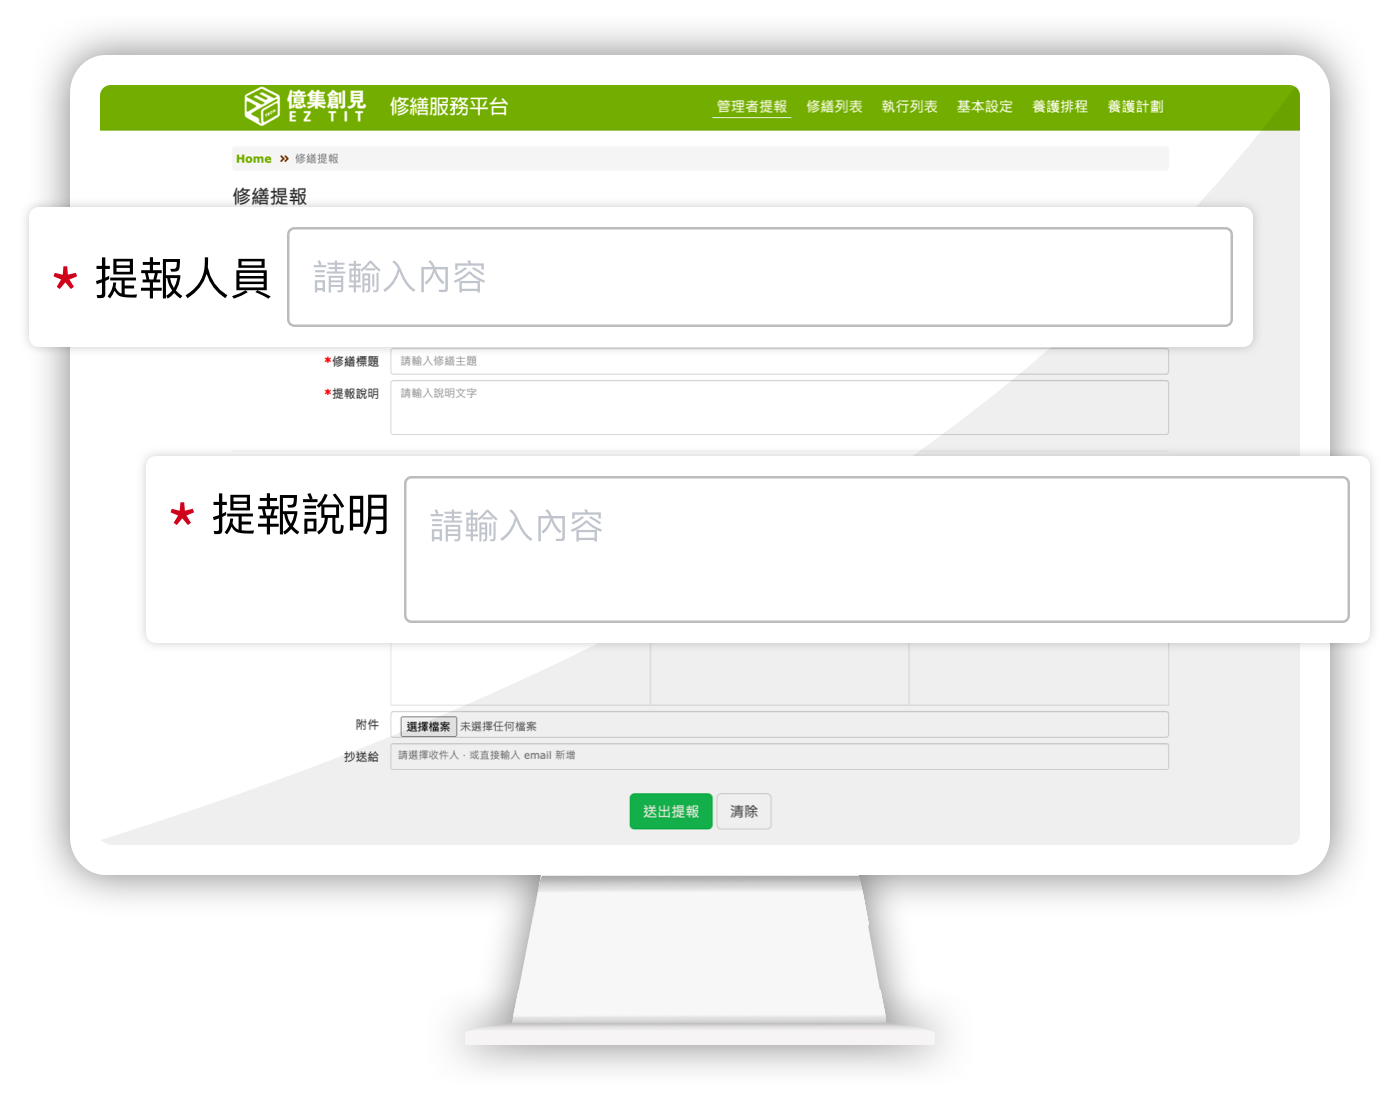 億集創見
EZ TIT
修繕服務平台
管理者提報 修繕列表 執行列表 基本設定 養護排程 養護計劃
Home » 修繕提報
修繕提報
* 提報人員 請輸入內容
*修繕標題 請輸入修繕主題
*提報說明 請輸入說明文字
* 提報說明 請輸入內容
附件 選擇檔案 未選擇任何檔案
抄送給 請選擇收件人，或直接輸入 email 新增
送出提報 清除